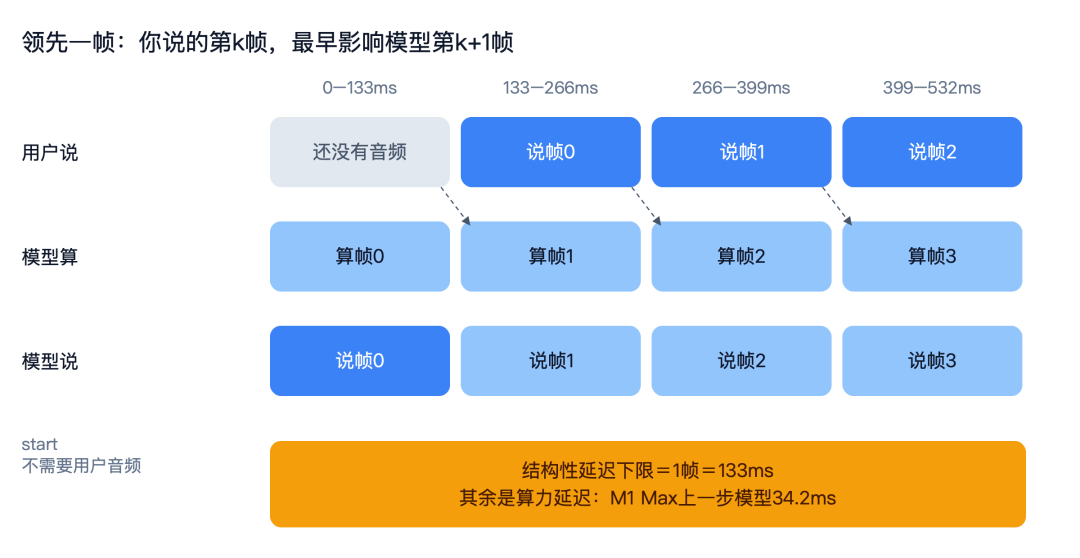 领先一帧：你说的第k帧，最早影响模型第k+1帧
0—133ms
133—266ms
266—399ms
399—532ms
用户说
还没有音频
说帧0
说帧1
说帧2
模型算
算帧0
算帧1
算帧2
算帧3
模型说
说帧0
说帧1
说帧2
说帧3
start
不需要用户音频
结构性延迟下限＝1帧＝133ms
其余是算力延迟：M1 Max上一步模型34.2ms